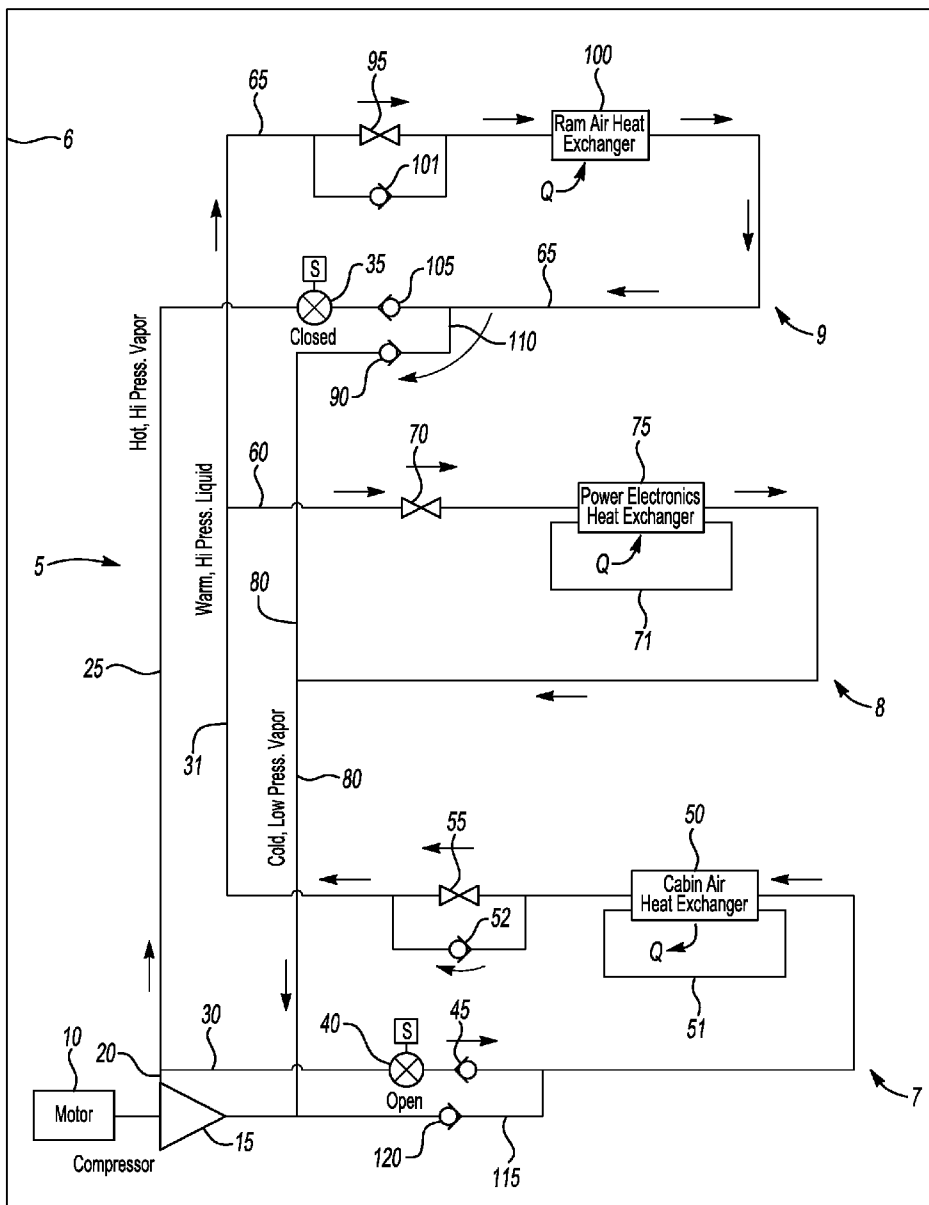 95
100
65
Ram Air Heat
Exchanger
6
101
Q
S
35
105
65
Closed
110
9
90
Hot, Hi Press. Vapor
70
75
60
Power Electronics
Heat Exchanger
Warm, Hi Press. Liquid
5
Q
80
71
25
8
31
Cold, Low Press. Vapor
80
55
50
Cabin Air
Heat Exchanger
52
Q
51
10
20
30
40
S
45
Motor
Open
7
15
120
115
Compressor